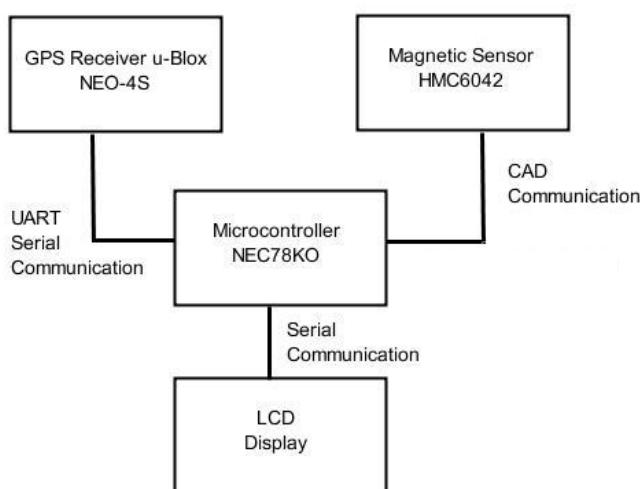 GPS Receiver u-Blox
NEO-4S
Magnetic Sensor
HMC6042
CAD
Communication
UART
Serial
Communication
Microcontroller
NEC78KO
Serial
Communication
LCD
Display